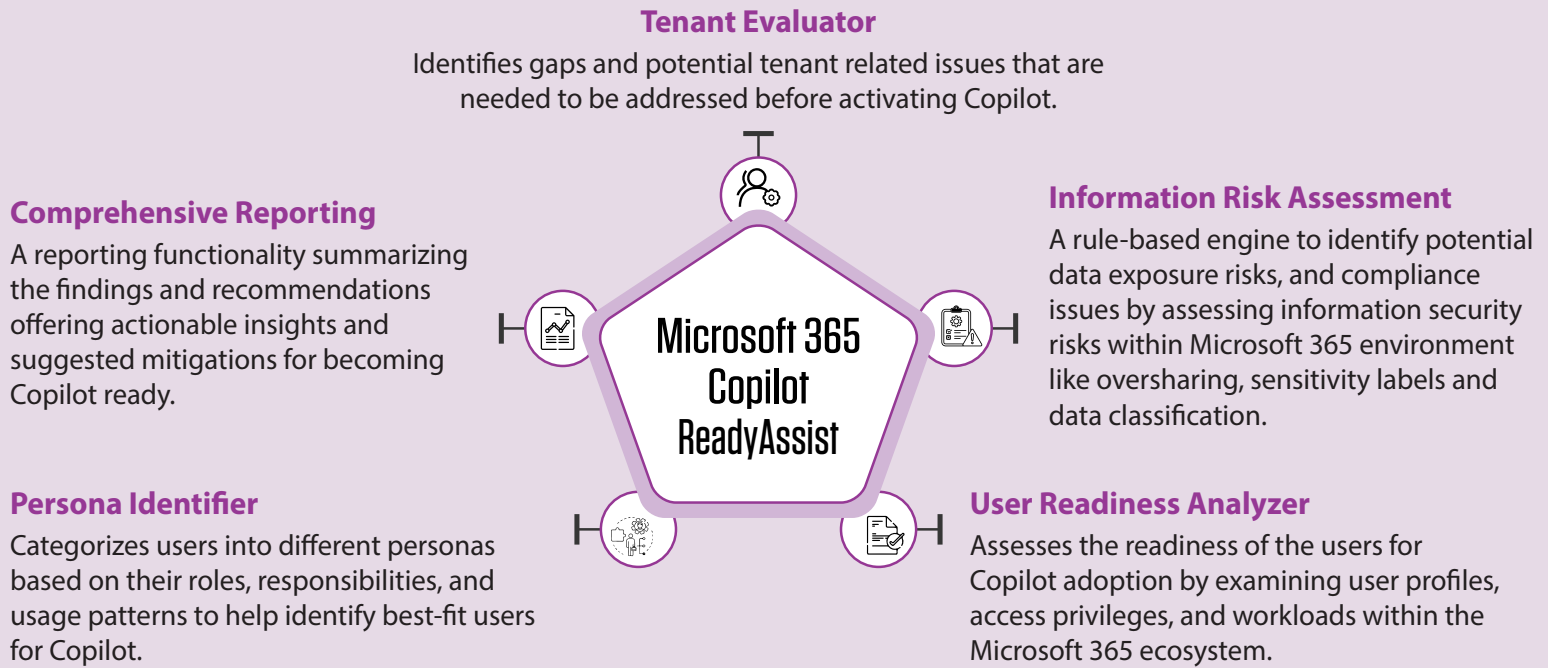 Tenant Evaluator
Identifies gaps and potential tenant related issues that are
needed to be addressed before activating Copilot.
Comprehensive Reporting
A reporting functionality summarizing
the findings and recommendations
offering actionable insights and
suggested mitigations for becoming
Copilot ready.
Information Risk Assessment
A rule-based engine to identify potential
data exposure risks, and compliance
issues by assessing information security
risks within Microsoft 365 environment
like oversharing, sensitivity labels and
data classification.
Microsoft 365
Copilot
ReadyAssist
Persona Identifier
Categorizes users into different personas
based on their roles, responsibilities, and
usage patterns to help identify best-fit users
for Copilot.
User Readiness Analyzer
Assesses the readiness of the users for
Copilot adoption by examining user profiles,
access privileges, and workloads within the
Microsoft 365 ecosystem.